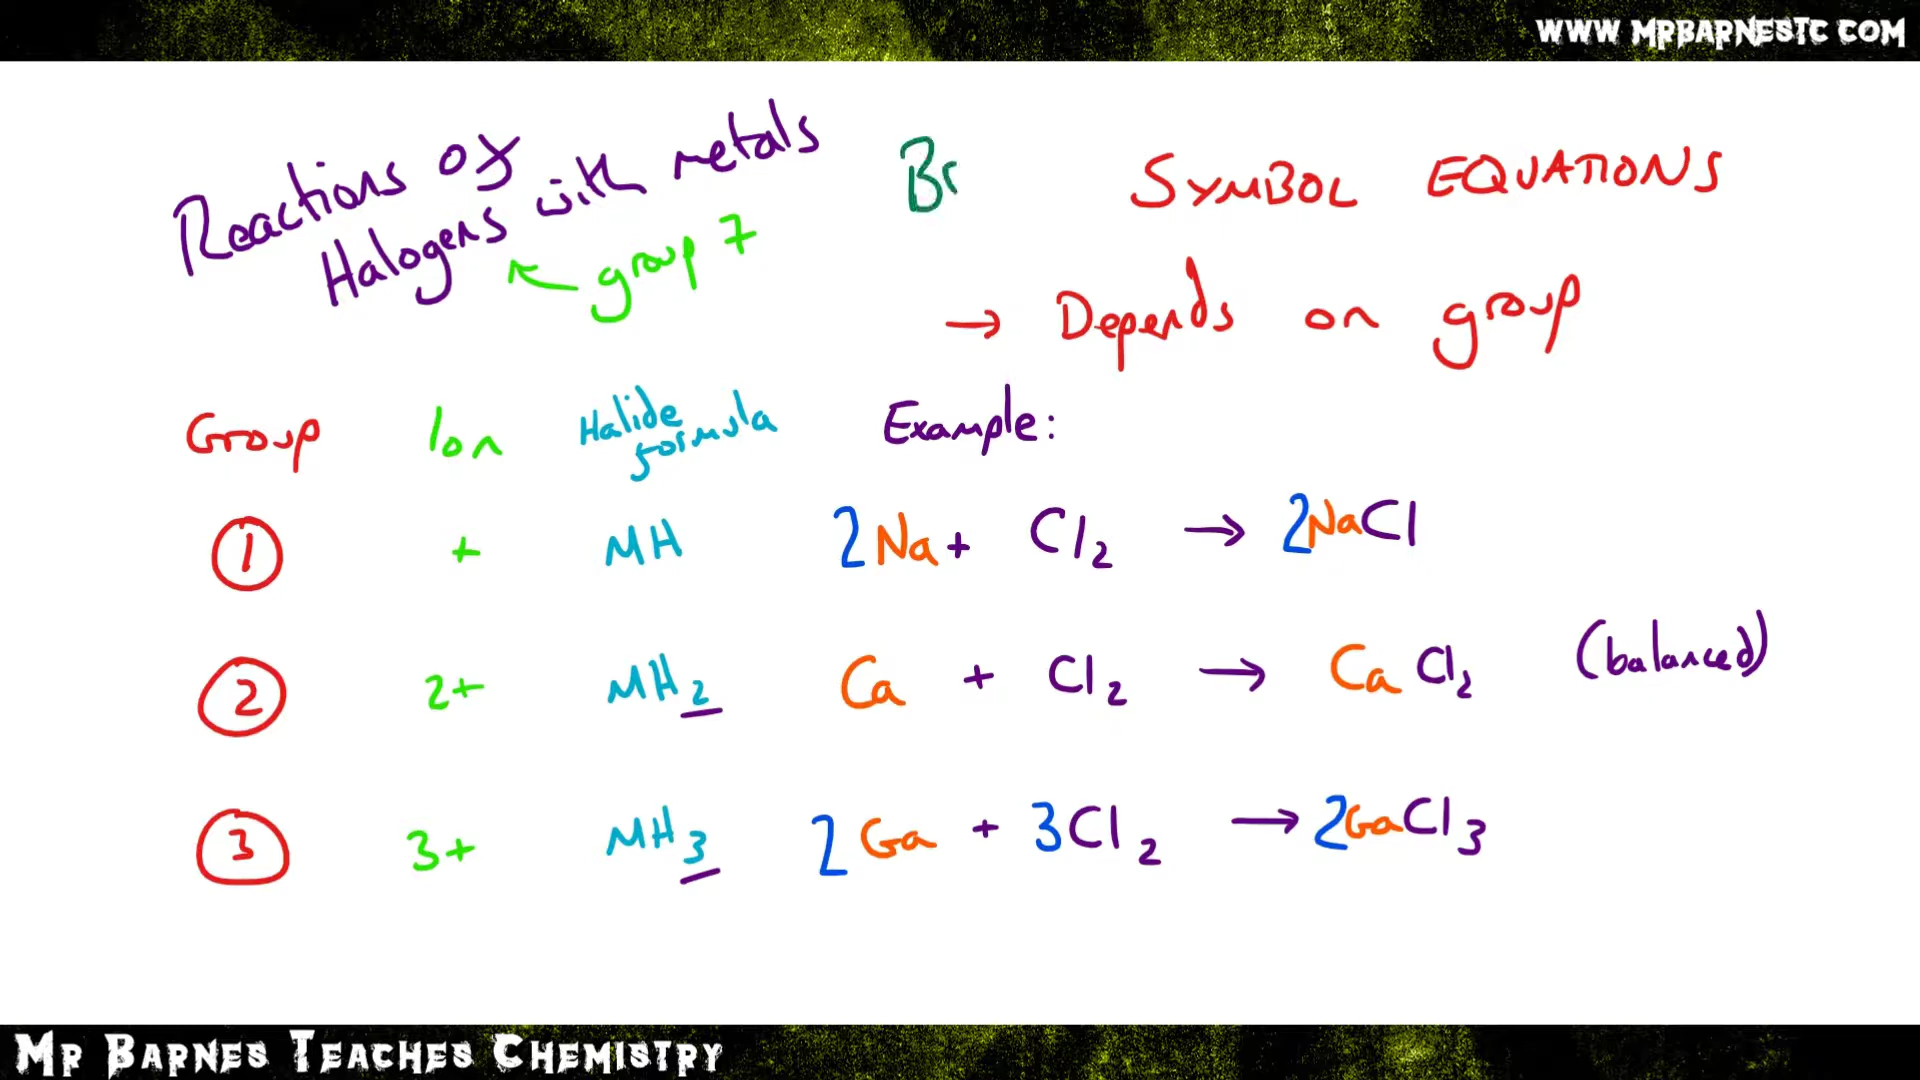 WWW MRBARNESTC COM
Reactions of
Halogens with metals
← group 7
Br
SYMBOL EQUATIONS
→ Depends on group
Group Ion Halide formula Example:
1 + MH 2Na + Cl₂ → 2NaCl
2 2+ MH₂ Ca + Cl₂ → CaCl₂ (balanced)
3 3+ MH₃ 2Ga + 3Cl₂ → 2GaCl₃
MR BARNES TEACHES CHEMISTRY